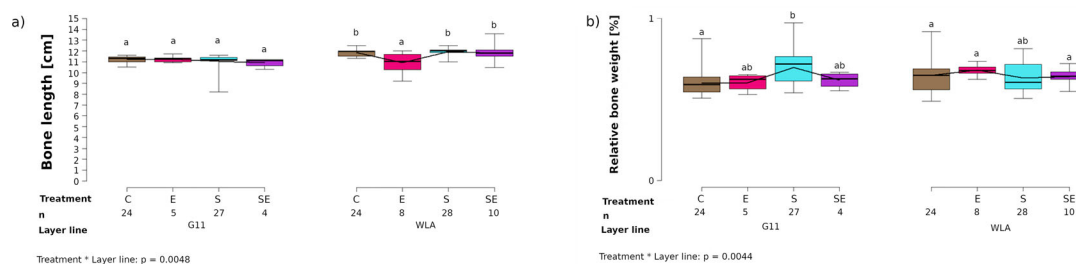 a)
Bone length [cm]
15
14
13
12
11
10
9
8
7
6
5
4
3
2
1
0
a a a a b a b b
Treatment C E S SE C E S SE
n 24 5 27 4 24 8 28 10
Layer line G11 WLA
Treatment * Layer line: p = 0.0048
b)
Relative bone weight [%]
1
0
a ab b ab a a ab a
Treatment C E S SE E S SE
n 24 5 27 4 24 8 28 10
Layer line G11 WLA
Treatment * Layer line: p = 0.0044